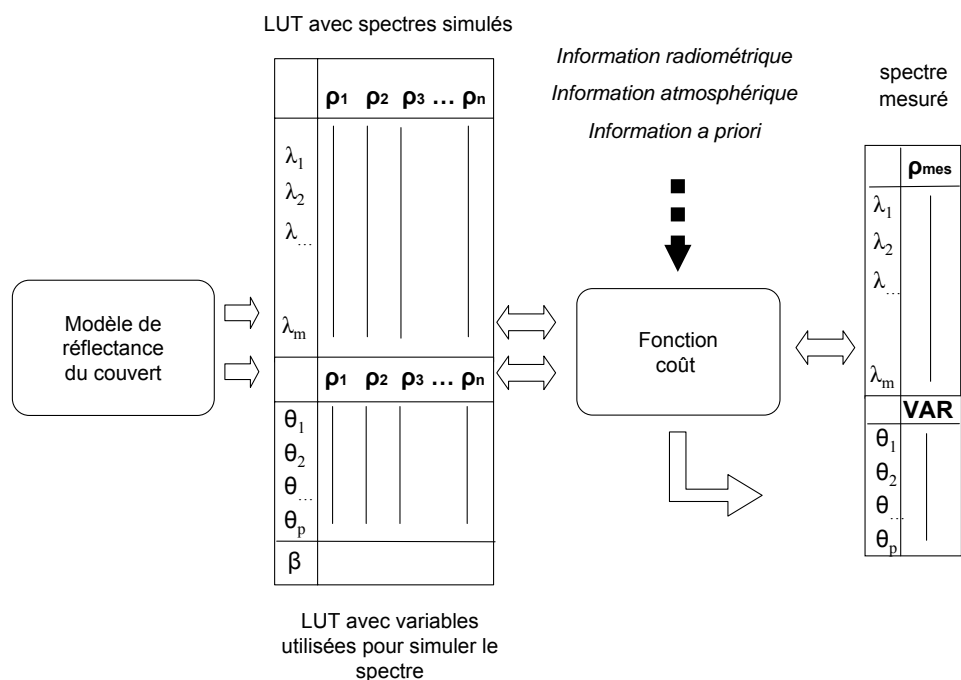 LUT avec spectres simulés
Information radiométrique
Information atmosphérique
Information a priori
spectre
mesuré
ρ1 ρ2 ρ3 ... ρn
λ1
λ2
λ...
λm
ρ1 ρ2 ρ3 ... ρn
θ1
θ2
θ...
θp
β
Modèle de
réflectance
du couvert
Fonction
coût
ρmes
λ1
λ2
λ...
λm
VAR
θ1
θ2
θ...
θp
LUT avec variables
utilisées pour simuler le
spectre